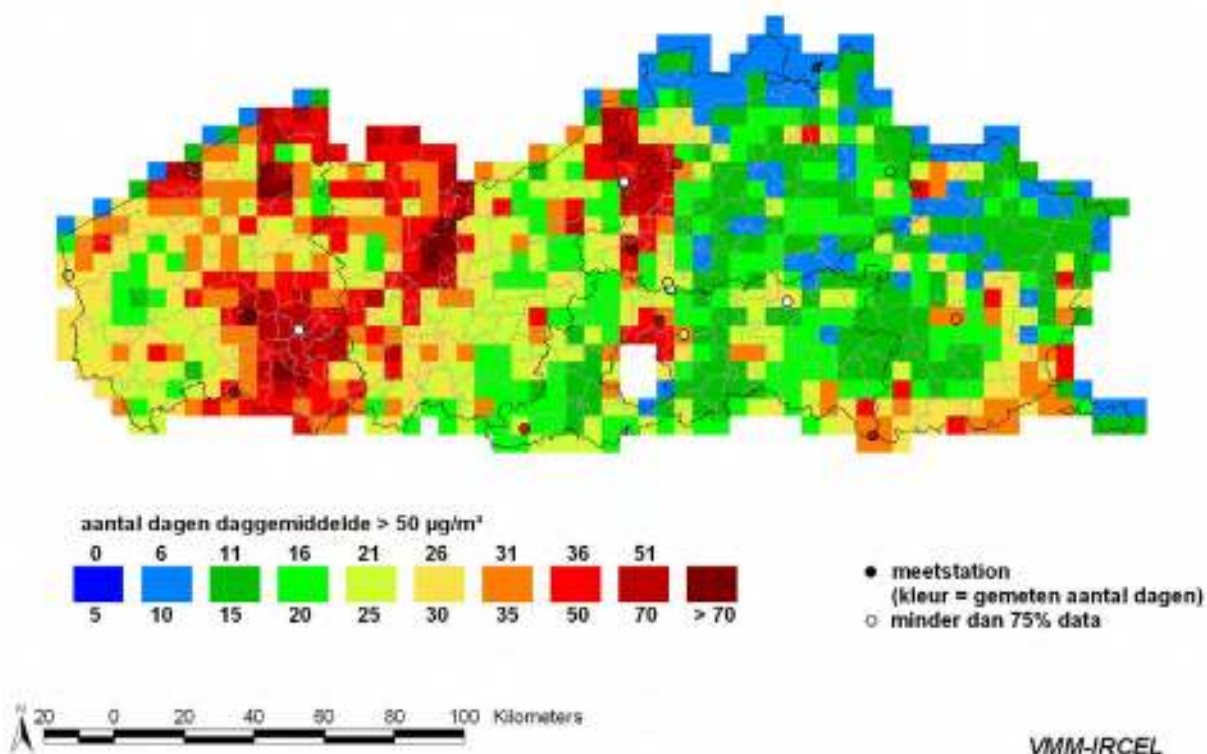 aantal dagen daggemiddelde > 50 µg/m³
0 6 11 16 21 26 31 36 51
5 10 15 20 25 30 35 50 70 > 70
meetstation
(kleur = gemeten aantal dagen)
minder dan 75% data
N
20 0 20 40 60 80 100 Kilometers
VMM-IRCEL